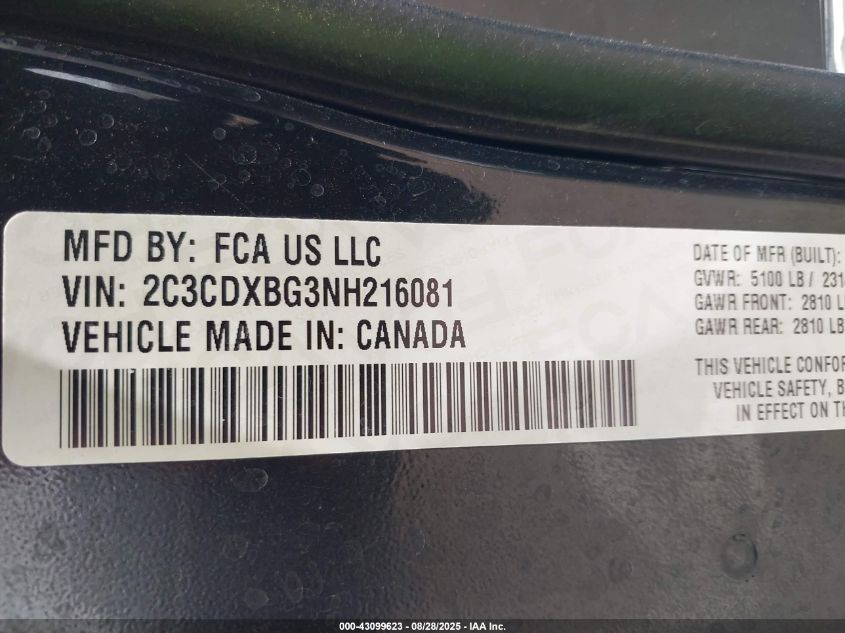 MFD BY: FCA US LLC
VIN: 2C3CDXBG3NH216081
VEHICLE MADE IN: CANADA
DATE OF MFR (BUILT):
GVWR: 5100 LB / 231
GAWR FRONT: 2810 L
GAWR REAR: 2810 LB
THIS VEHICLE CONFOR
VEHICLE SAFETY, B
IN EFFECT ON TH
000-43099623 - 08/28/2025 - IAA Inc.